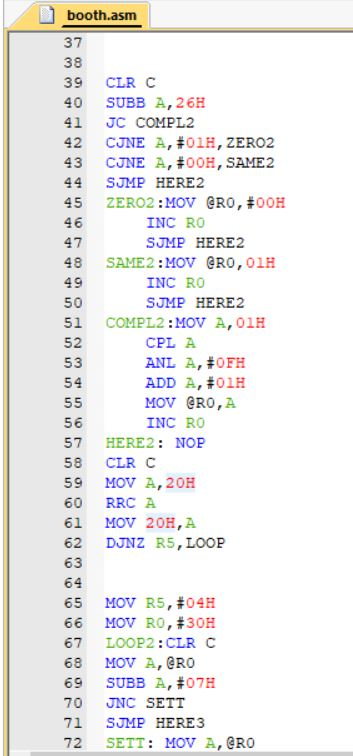 booth.asm
37
38
39 CLR C
40 SUBB A,26H
41 JC COMPL2
42 CJNE A,#01H,ZERO2
43 CJNE A,#00H,SAME2
44 SJMP HERE2
45 ZERO2:MOV @R0,#00H
46 INC R0
47 SJMP HERE2
48 SAME2:MOV @R0,01H
49 INC R0
50 SJMP HERE2
51 COMPL2:MOV A,01H
52 CPL A
53 ANL A,#0FH
54 ADD A,#01H
55 MOV @R0,A
56 INC R0
57 HERE2: NOP
58 CLR C
59 MOV A,20H
60 RRC A
61 MOV 20H,A
62 DJNZ R5,LOOP
63
64
65 MOV R5,#04H
66 MOV R0,#30H
67 LOOP2:CLR C
68 MOV A,@R0
69 SUBB A,#07H
70 JNC SETT
71 SJMP HERE3
72 SETT: MOV A,@R0